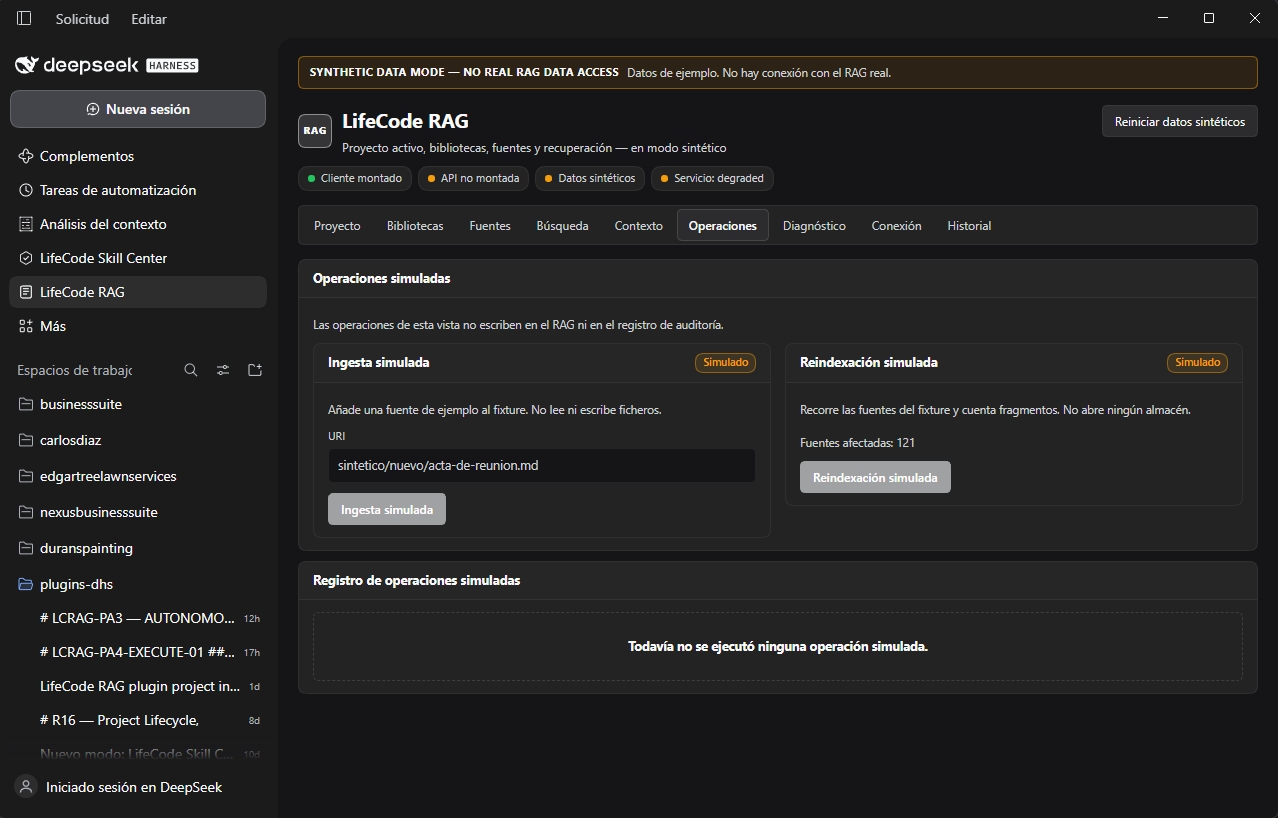 Solicitud Editar
deepseek HARNESS
Nueva sesión
Complementos
Tareas de automatización
Análisis del contexto
LifeCode Skill Center
LifeCode RAG
Más
Espacios de trabajo
businesssuite
carlosdiaz
edgartreelawnservices
nexusbusinesssuite
duranspainting
plugins-dhs
# LCRAG-PA3 — AUTONOMO... 12h
# LCRAG-PA4-EXECUTE-01 ##... 17h
LifeCode RAG plugin project in... 1d
# R16 — Project Lifecycle, 8d
Nuevo modo: LifeCode Skill C... 10d
Iniciado sesión en DeepSeek
SYNTHETIC DATA MODE — NO REAL RAG DATA ACCESS Datos de ejemplo. No hay conexión con el RAG real.
RAG
LifeCode RAG
Proyecto activo, bibliotecas, fuentes y recuperación — en modo sintético
Reiniciar datos sintéticos
Cliente montado API no montada Datos sintéticos Servicio: degraded
Proyecto Bibliotecas Fuentes Búsqueda Contexto Operaciones Diagnóstico Conexión Historial
Operaciones simuladas
Las operaciones de esta vista no escriben en el RAG ni en el registro de auditoría.
Ingesta simulada Simulado
Añade una fuente de ejemplo al fixture. No lee ni escribe ficheros.
URI
sintetico/nuevo/acta-de-reunion.md
Ingesta simulada
Reindexación simulada Simulado
Recorre las fuentes del fixture y cuenta fragmentos. No abre ningún almacén.
Fuentes afectadas: 121
Reindexación simulada
Registro de operaciones simuladas
Todavía no se ejecutó ninguna operación simulada.